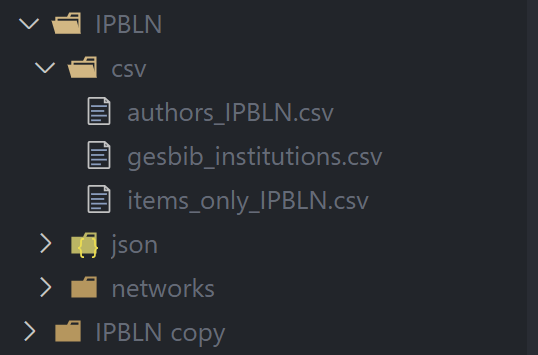 IPBLN
csv
authors_IPBLN.csv
gesbib_institutions.csv
items_only_IPBLN.csv
json
networks
IPBLN copy